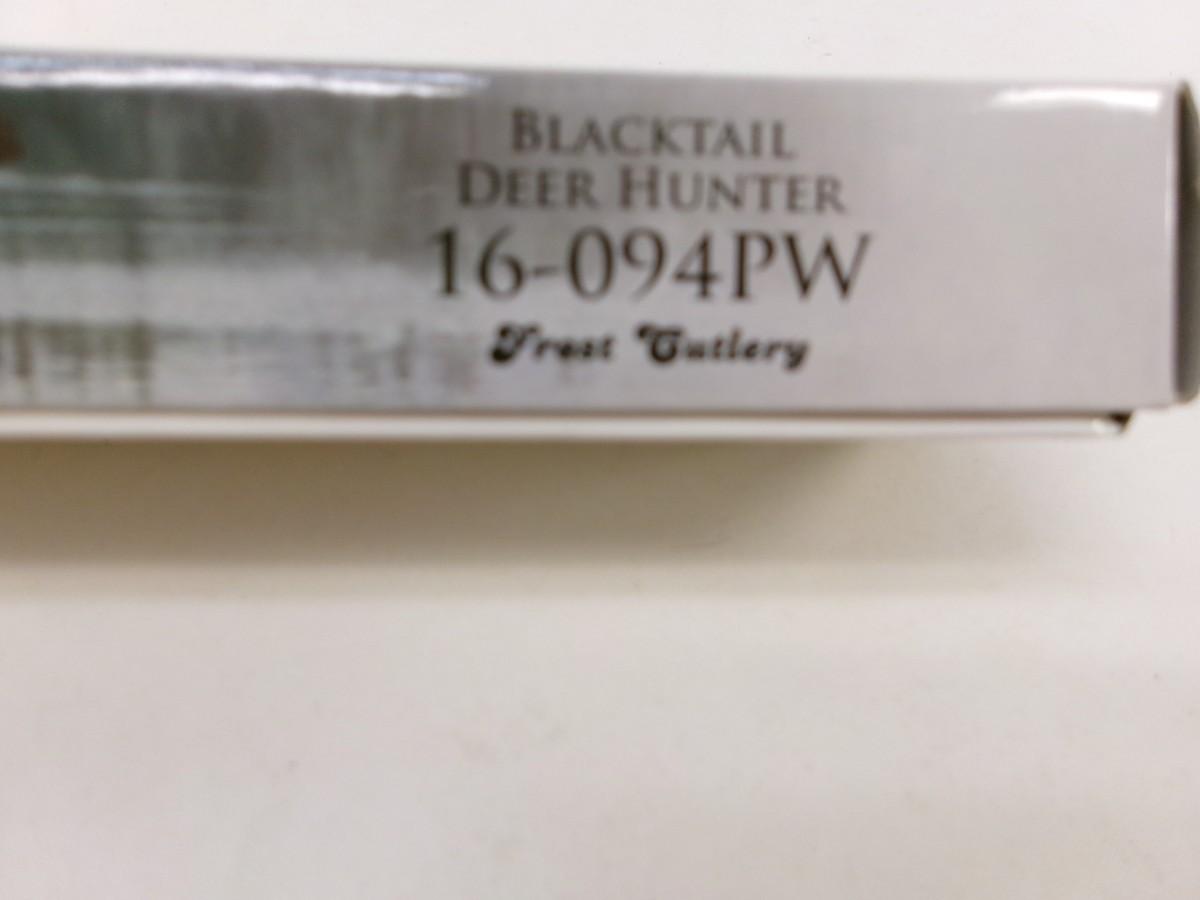 BLACKTAIL
DEER HUNTER
16-094PW
Frost Cutlery